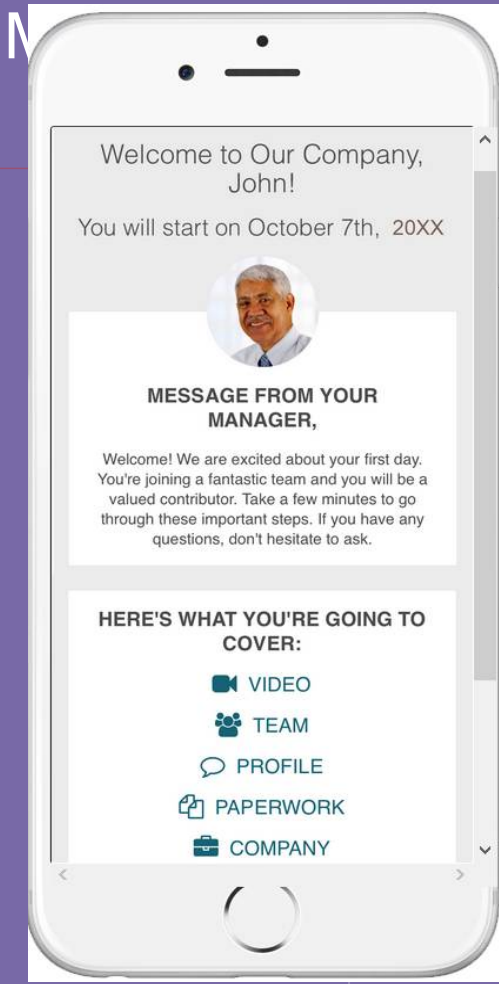 M
Welcome to Our Company,
John!
You will start on October 7th, 20XX
MESSAGE FROM YOUR
MANAGER,
Welcome! We are excited about your first day.
You're joining a fantastic team and you will be a
valued contributor. Take a few minutes to go
through these important steps. If you have any
questions, don't hesitate to ask.
HERE'S WHAT YOU'RE GOING TO
COVER:
VIDEO
TEAM
PROFILE
PAPERWORK
COMPANY